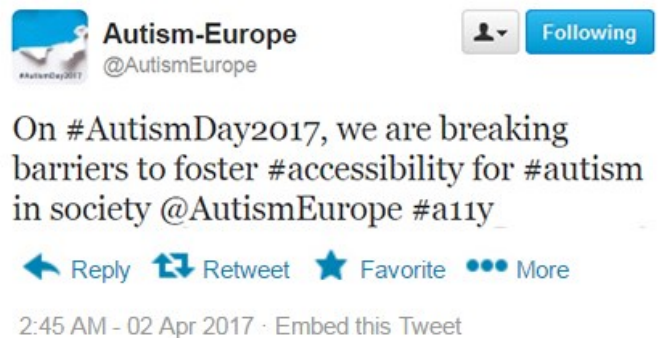 Autism-Europe
@AutismEurope
Following
#AutismDay2017
On #AutismDay2017, we are breaking
barriers to foster #accessibility for #autism
in society @AutismEurope #a11y
Reply Retweet Favorite More
2:45 AM - 02 Apr 2017 · Embed this Tweet